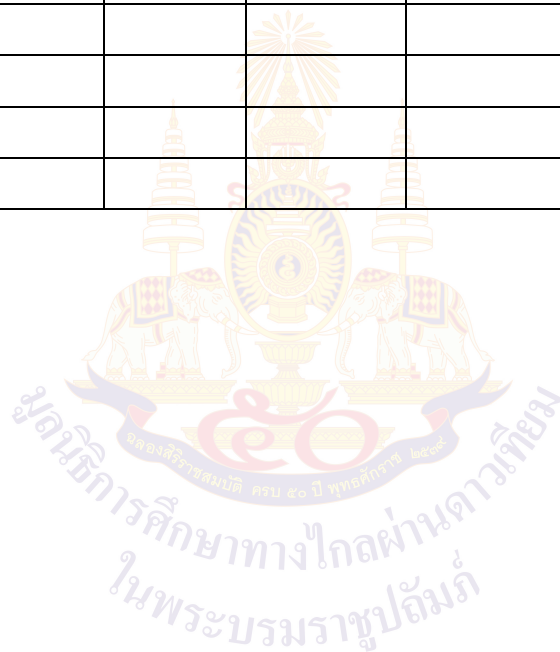 ๕๐
ฉลองสิริราชสมบัติ ครบ ๕๐ ปี พุทธศักราช ๒๕๓๙
มูลนิธิการศึกษาทางไกลผ่านดาวเทียม
ในพระบรมราชูปถัมภ์